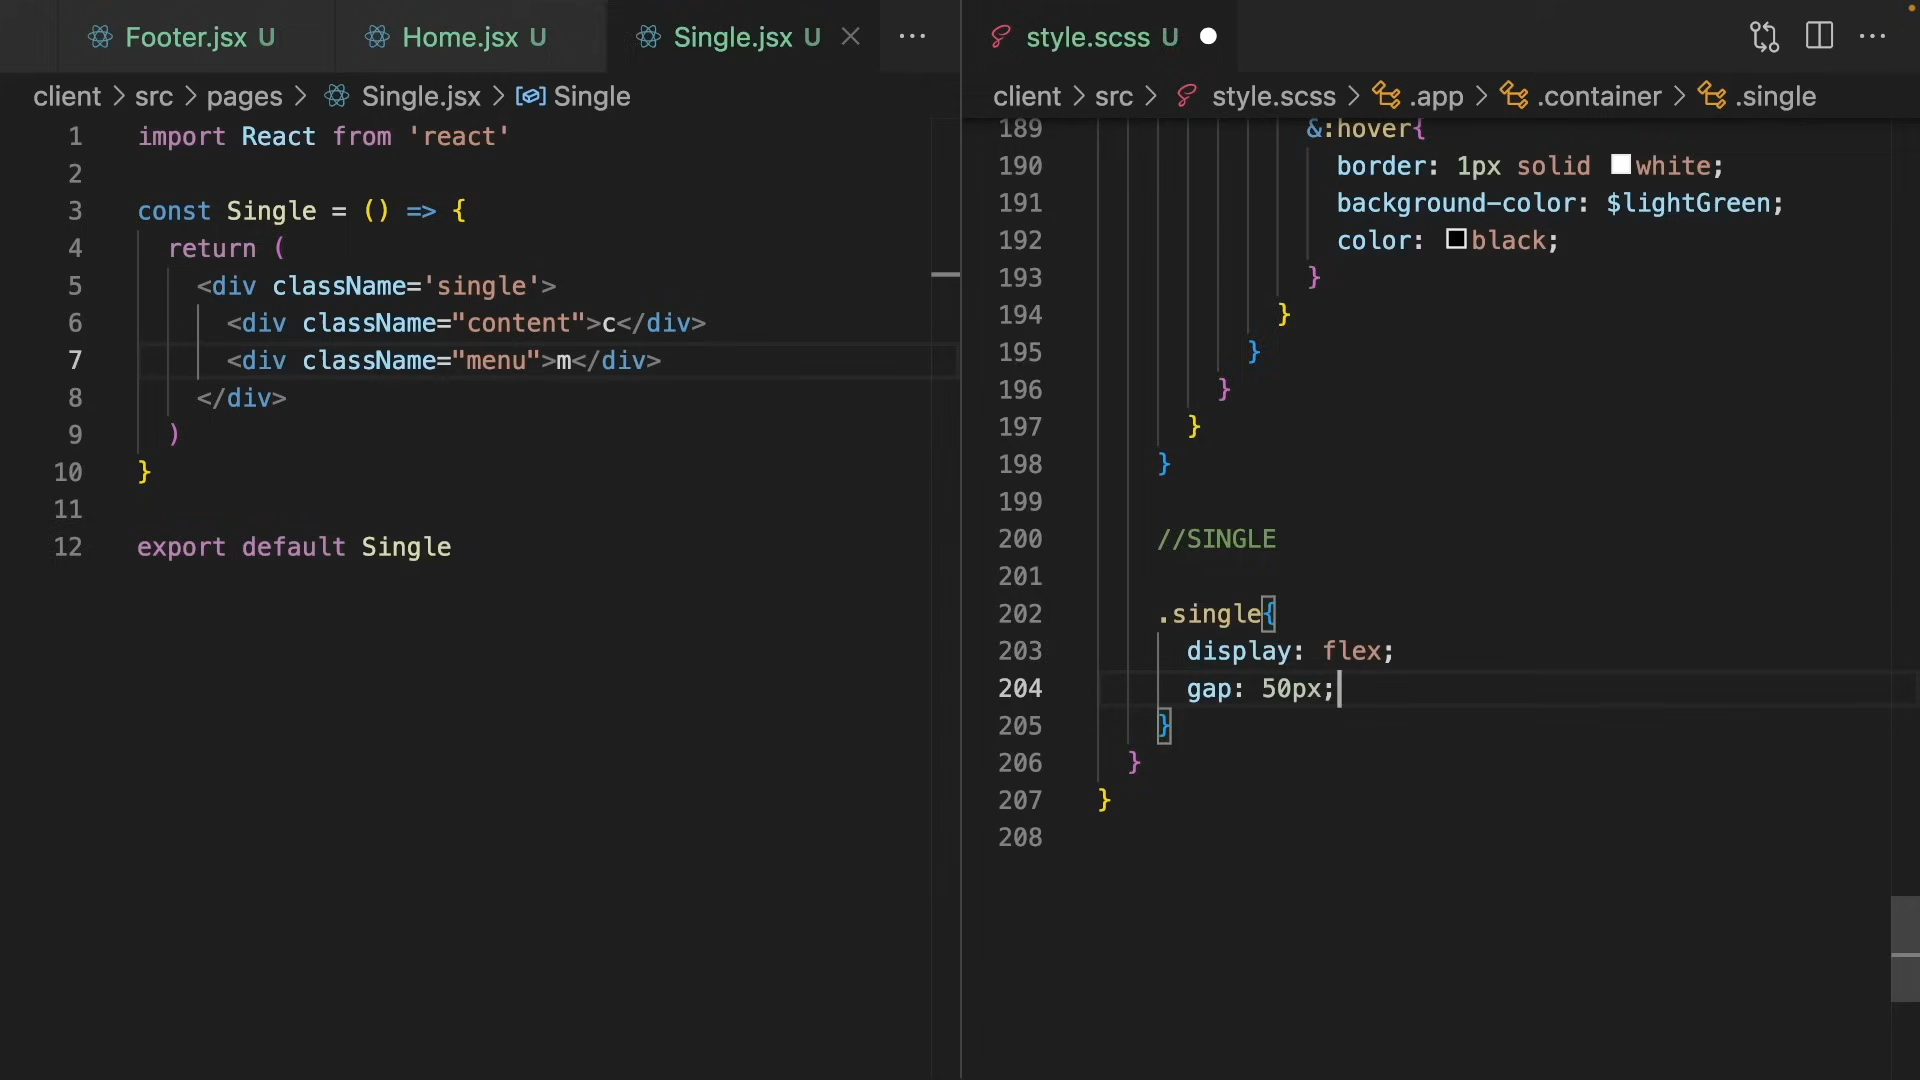 Footer.jsx U
Home.jsx U
Single.jsx U
client > src > pages > Single.jsx > Single
1 import React from 'react'
2
3 const Single = () => {
4 return (
5 <div className='single'>
6 <div className="content">c</div>
7 <div className="menu">m</div>
8 </div>
9 )
10 }
11
12 export default Single
style.scss U
client > src > style.scss > .app > .container > .single
189 &:hover{
190 border: 1px solid white;
191 background-color: $lightGreen;
192 color: black;
193 }
194 }
195 }
196 }
197 }
198 }
199
200 //SINGLE
201
202 .single{
203 display: flex;
204 gap: 50px;
205 }
206 }
207 }
208